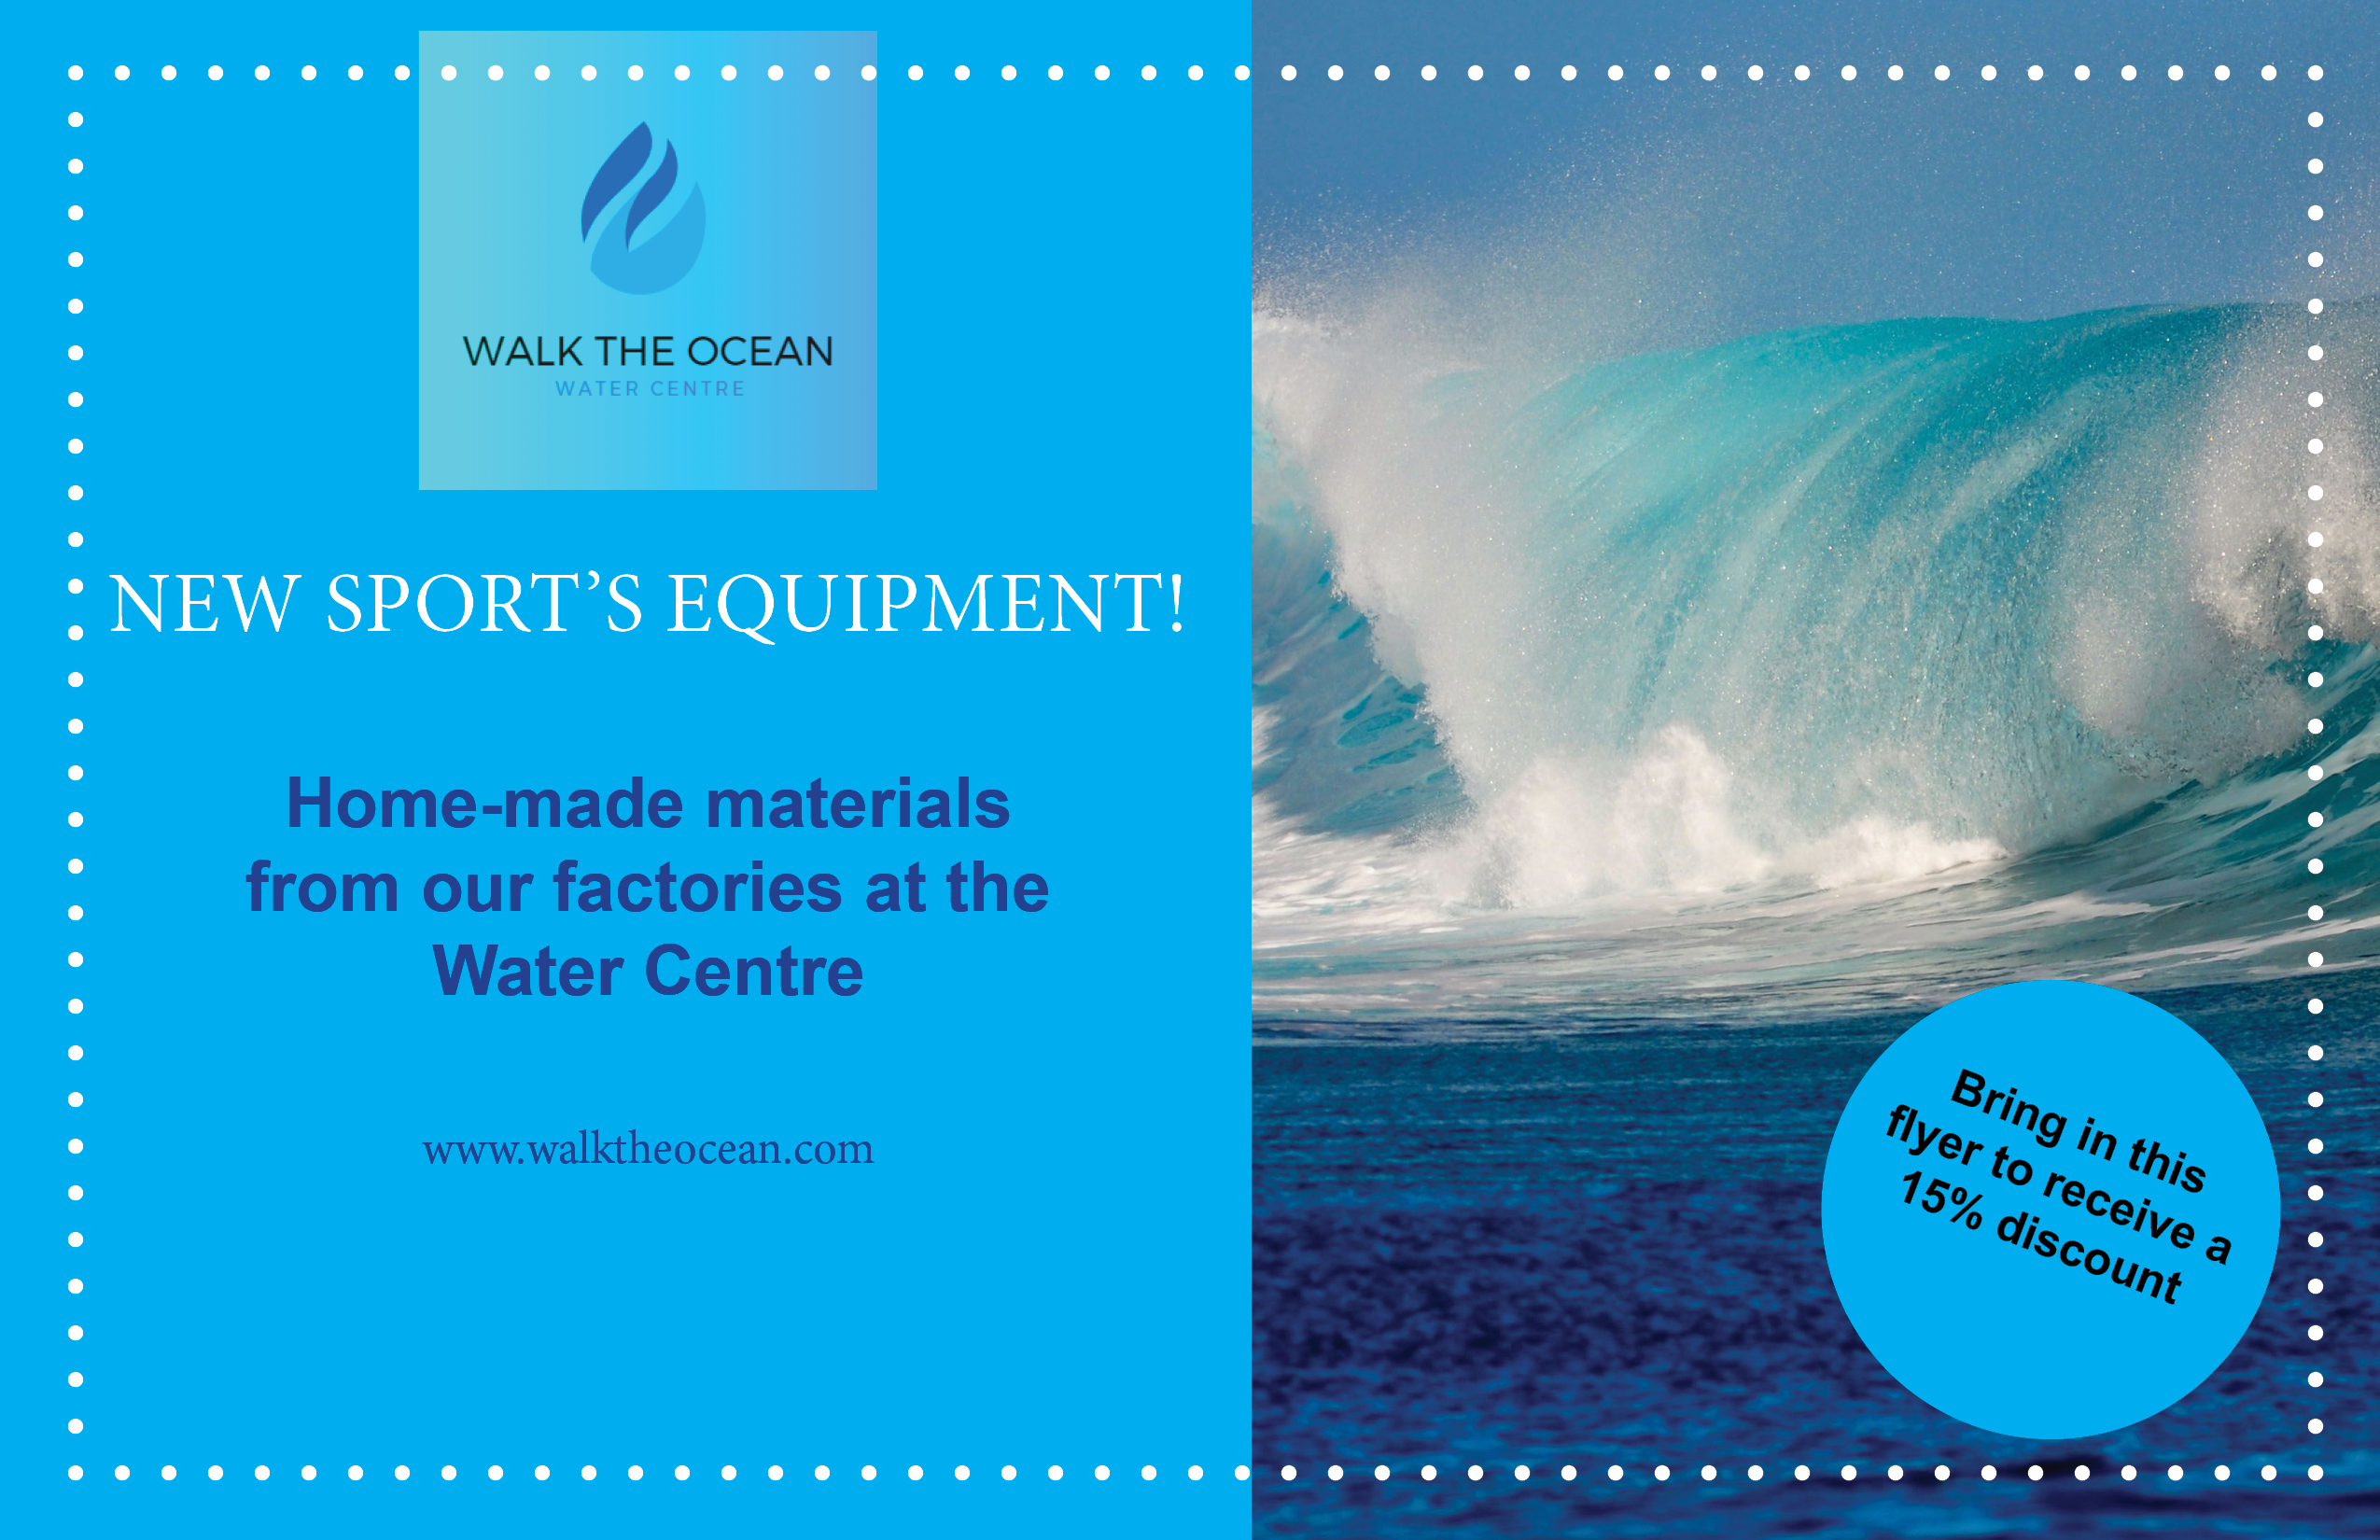 WALK THE OCEAN
WATER CENTRE
NEW SPORT’S EQUIPMENT!
Home-made materials
from our factories at the
Water Centre
www.walktheocean.com
Bring in this
flyer to receive a
15% discount